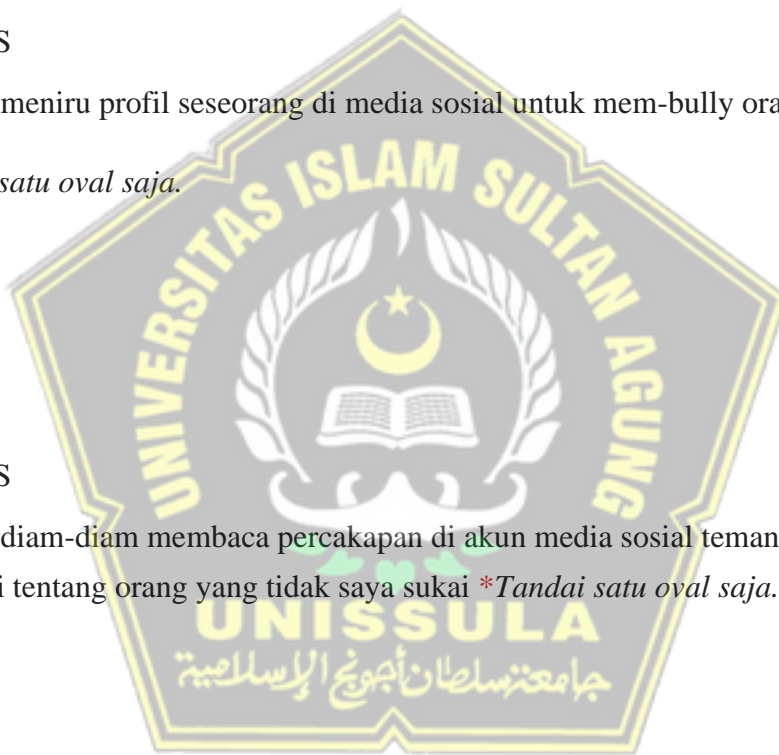 S
meniru profil seseorang di media sosial untuk mem-bully ora
satu oval saja.
UNIVERSITAS ISLAM SULTAN AGUNG
S
diam-diam membaca percakapan di akun media sosial teman
i tentang orang yang tidak saya sukai *Tandai satu oval saja.
UNISSULA
جامعة سلطان أجونج الإسلامية